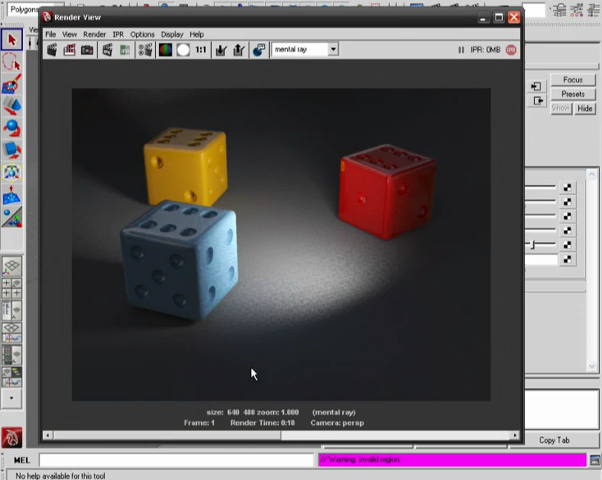 Polygons
Render View
File View Render IPR Options Display Help
1:1 mental ray IPR: 0MB
Focus
Presets
Show Hide
size: 640 480 zoom: 1.000 (mental ray)
Frame: 1 Render Time: 0:18 Camera: persp
Copy Tab
MEL // Warning: invalid region.
No help available for this tool